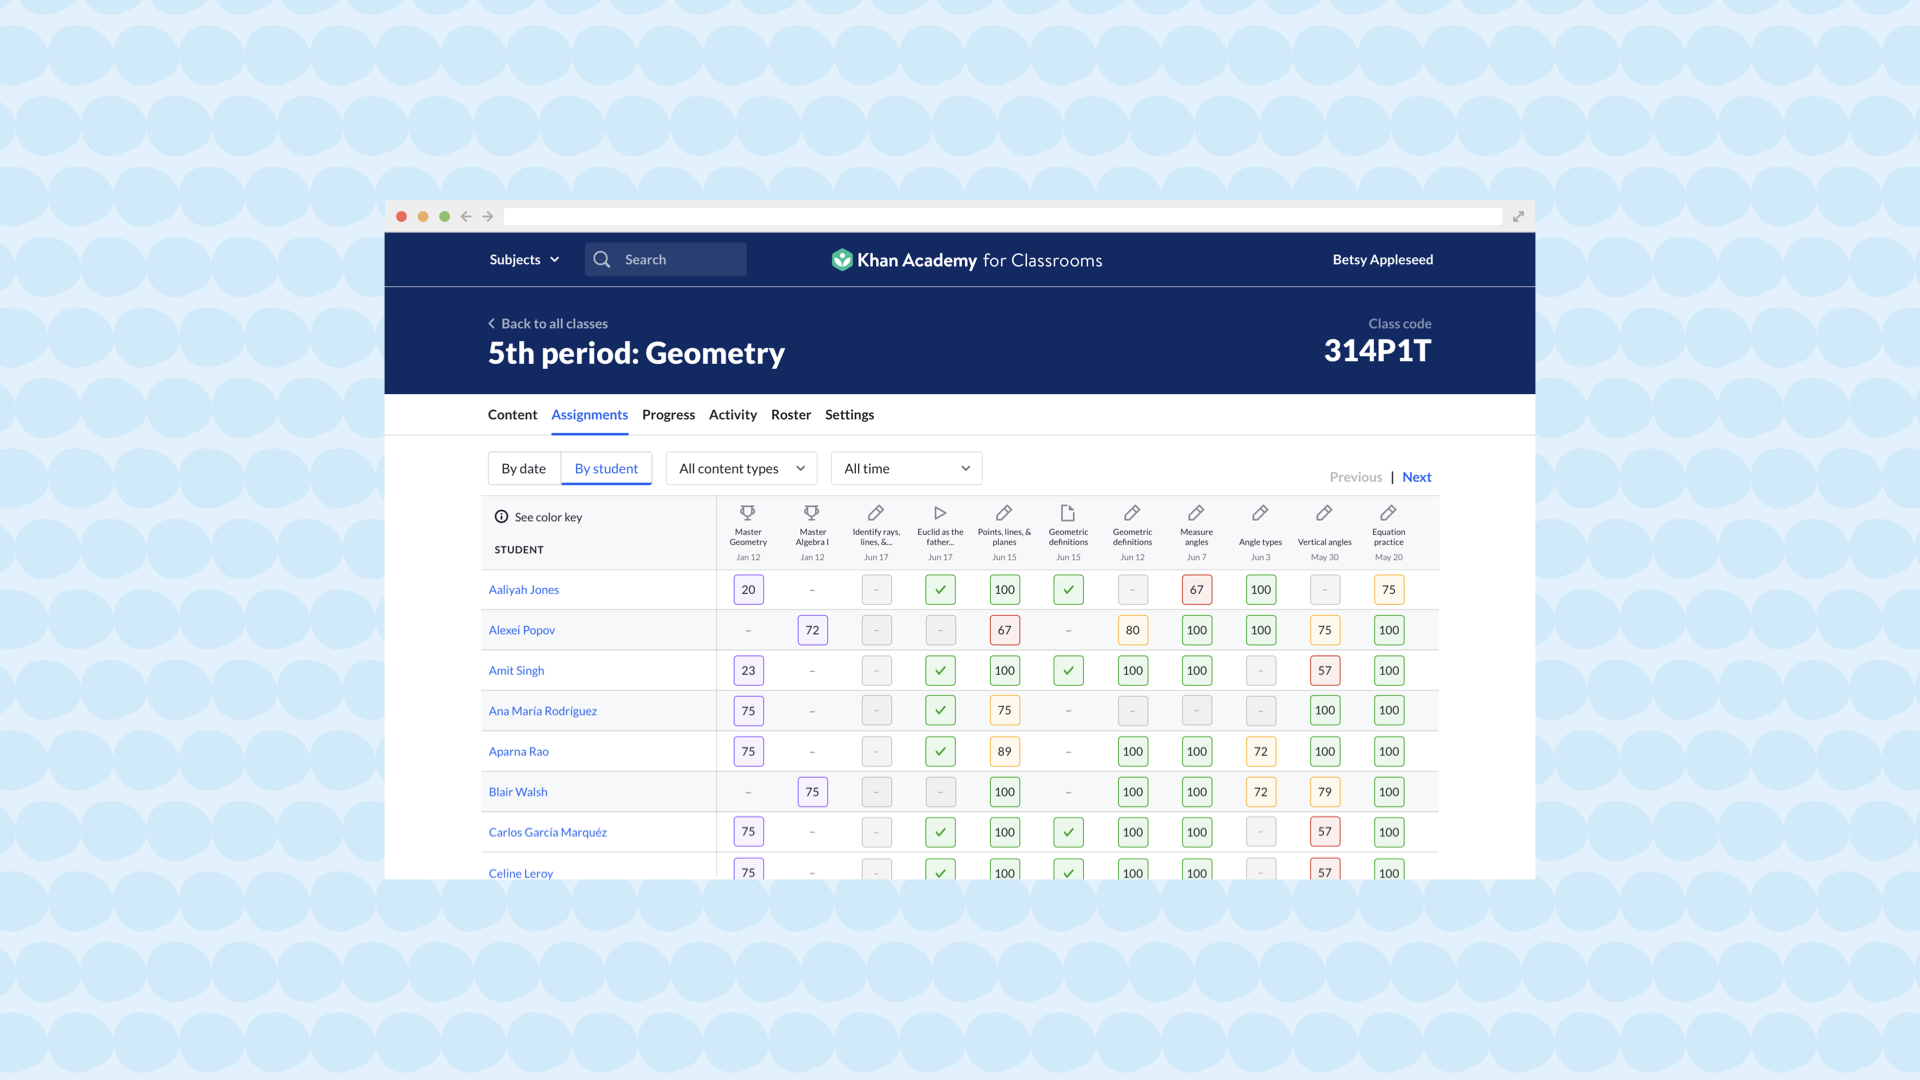 Subjects
Search
Khan Academy for Classrooms
Betsy Appleseed
Back to all classes
Class code
5th period: Geometry
314P1T
Content Assignments Progress Activity Roster Settings
By date By student All content types All time
Previous | Next
See color key
STUDENT
Master Geometry Jan 12
Master Algebra I Jan 12
Identify rays, lines, &... Jun 17
Euclid as the father... Jun 17
Points, lines, & planes Jun 15
Geometric definitions Jun 15
Geometric definitions Jun 12
Measure angles Jun 7
Angle types Jun 3
Vertical angles May 30
Equation practice May 20
Aaliyah Jones 20 – - ✓ 100 ✓ - 67 100 - 75
Alexei Popov – 72 - - 67 – 80 100 100 75 100
Amit Singh 23 – - ✓ 100 ✓ 100 100 - 57 100
Ana María Rodríguez 75 – - ✓ 75 – - - - 100 100
Aparna Rao 75 – - ✓ 89 – 100 100 72 100 100
Blair Walsh – 75 - - 100 – 100 100 72 79 100
Carlos García Marquéz 75 – - ✓ 100 ✓ 100 100 - 57 100
Celine Leroy 75 – - ✓ 100 ✓ 100 100 - 57 100